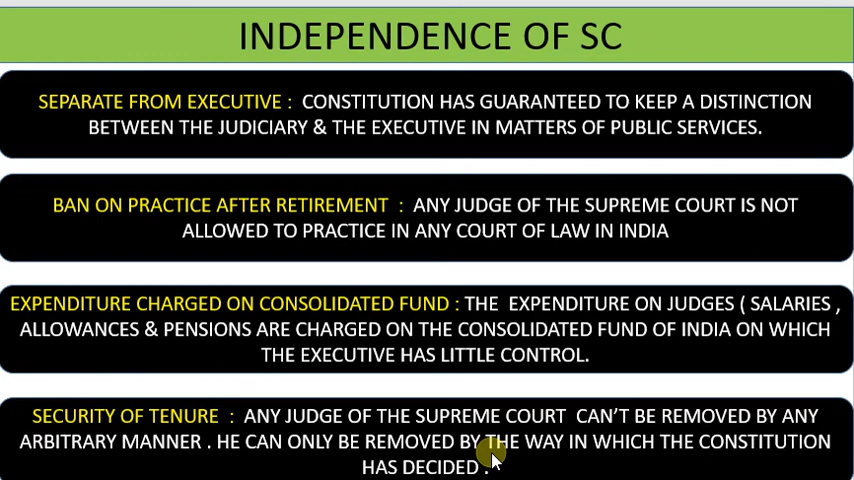 INDEPENDENCE OF SC
SEPARATE FROM EXECUTIVE : CONSTITUTION HAS GUARANTEED TO KEEP A DISTINCTION
BETWEEN THE JUDICIARY & THE EXECUTIVE IN MATTERS OF PUBLIC SERVICES.
BAN ON PRACTICE AFTER RETIREMENT : ANY JUDGE OF THE SUPREME COURT IS NOT
ALLOWED TO PRACTICE IN ANY COURT OF LAW IN INDIA
EXPENDITURE CHARGED ON CONSOLIDATED FUND : THE EXPENDITURE ON JUDGES ( SALARIES ,
ALLOWANCES & PENSIONS ARE CHARGED ON THE CONSOLIDATED FUND OF INDIA ON WHICH
THE EXECUTIVE HAS LITTLE CONTROL.
SECURITY OF TENURE : ANY JUDGE OF THE SUPREME COURT CAN’T BE REMOVED BY ANY
ARBITRARY MANNER . HE CAN ONLY BE REMOVED BY THE WAY IN WHICH THE CONSTITUTION
HAS DECIDED .